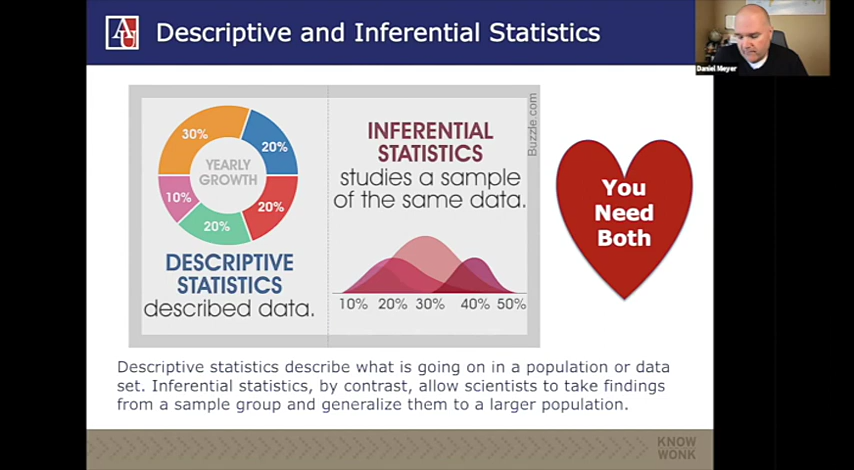 AU
Descriptive and Inferential Statistics
Daniel Meyer
30%
20%
YEARLY
GROWTH
10%
20%
20%
DESCRIPTIVE
STATISTICS
described data.
INFERENTIAL
STATISTICS
studies a sample
of the same data.
10% 20% 30% 40% 50%
Buzzle.com
You
Need
Both
Descriptive statistics describe what is going on in a population or data
set. Inferential statistics, by contrast, allow scientists to take findings
from a sample group and generalize them to a larger population.
KNOW
WONK